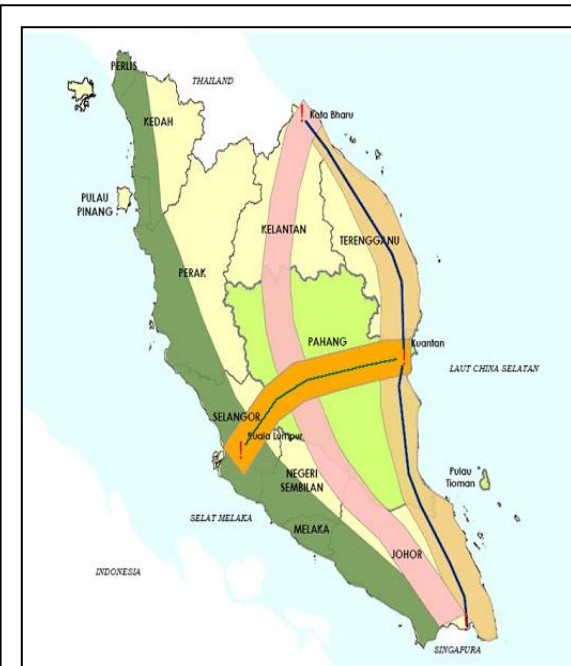 PERLIS
THAILAND
KEDAH
Kota Bharu
PULAU
PINANG
KELANTAN
TERENGGANU
PERAK
PAHANG
Kuantan
LAUT CHINA SELATAN
SELANGOR
Kuala Lumpur
NEGERI
SEMBILAN
Pulau
Tioman
SELAT MELAKA
MELAKA
JOHOR
INDONESIA
SINGAPURA